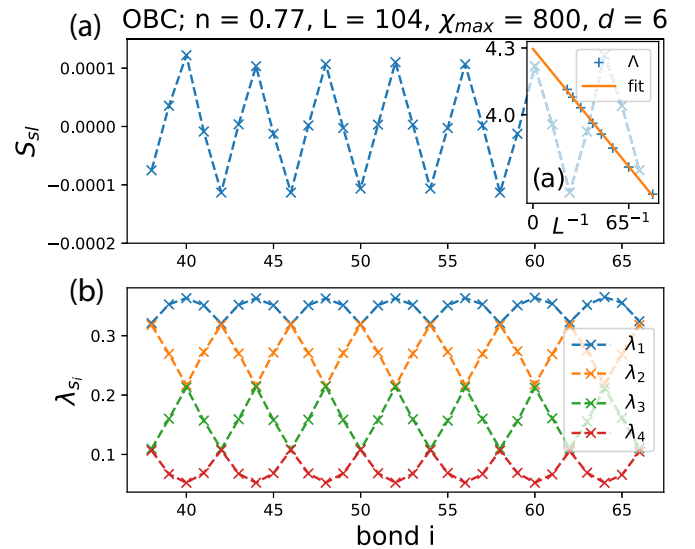 OBC; n = 0.77, L = 104, χmax = 800, d = 6
(a)
0.0001
0.0000
−0.0001
−0.0002
Ssl
40 45 50 55 60 65
4.3
4.0
Λ
fit
(a)
0 L⁻¹ 65⁻¹
(b)
0.3
0.2
0.1
λsi
λ1
λ2
λ3
λ4
40 45 50 55 60 65
bond i